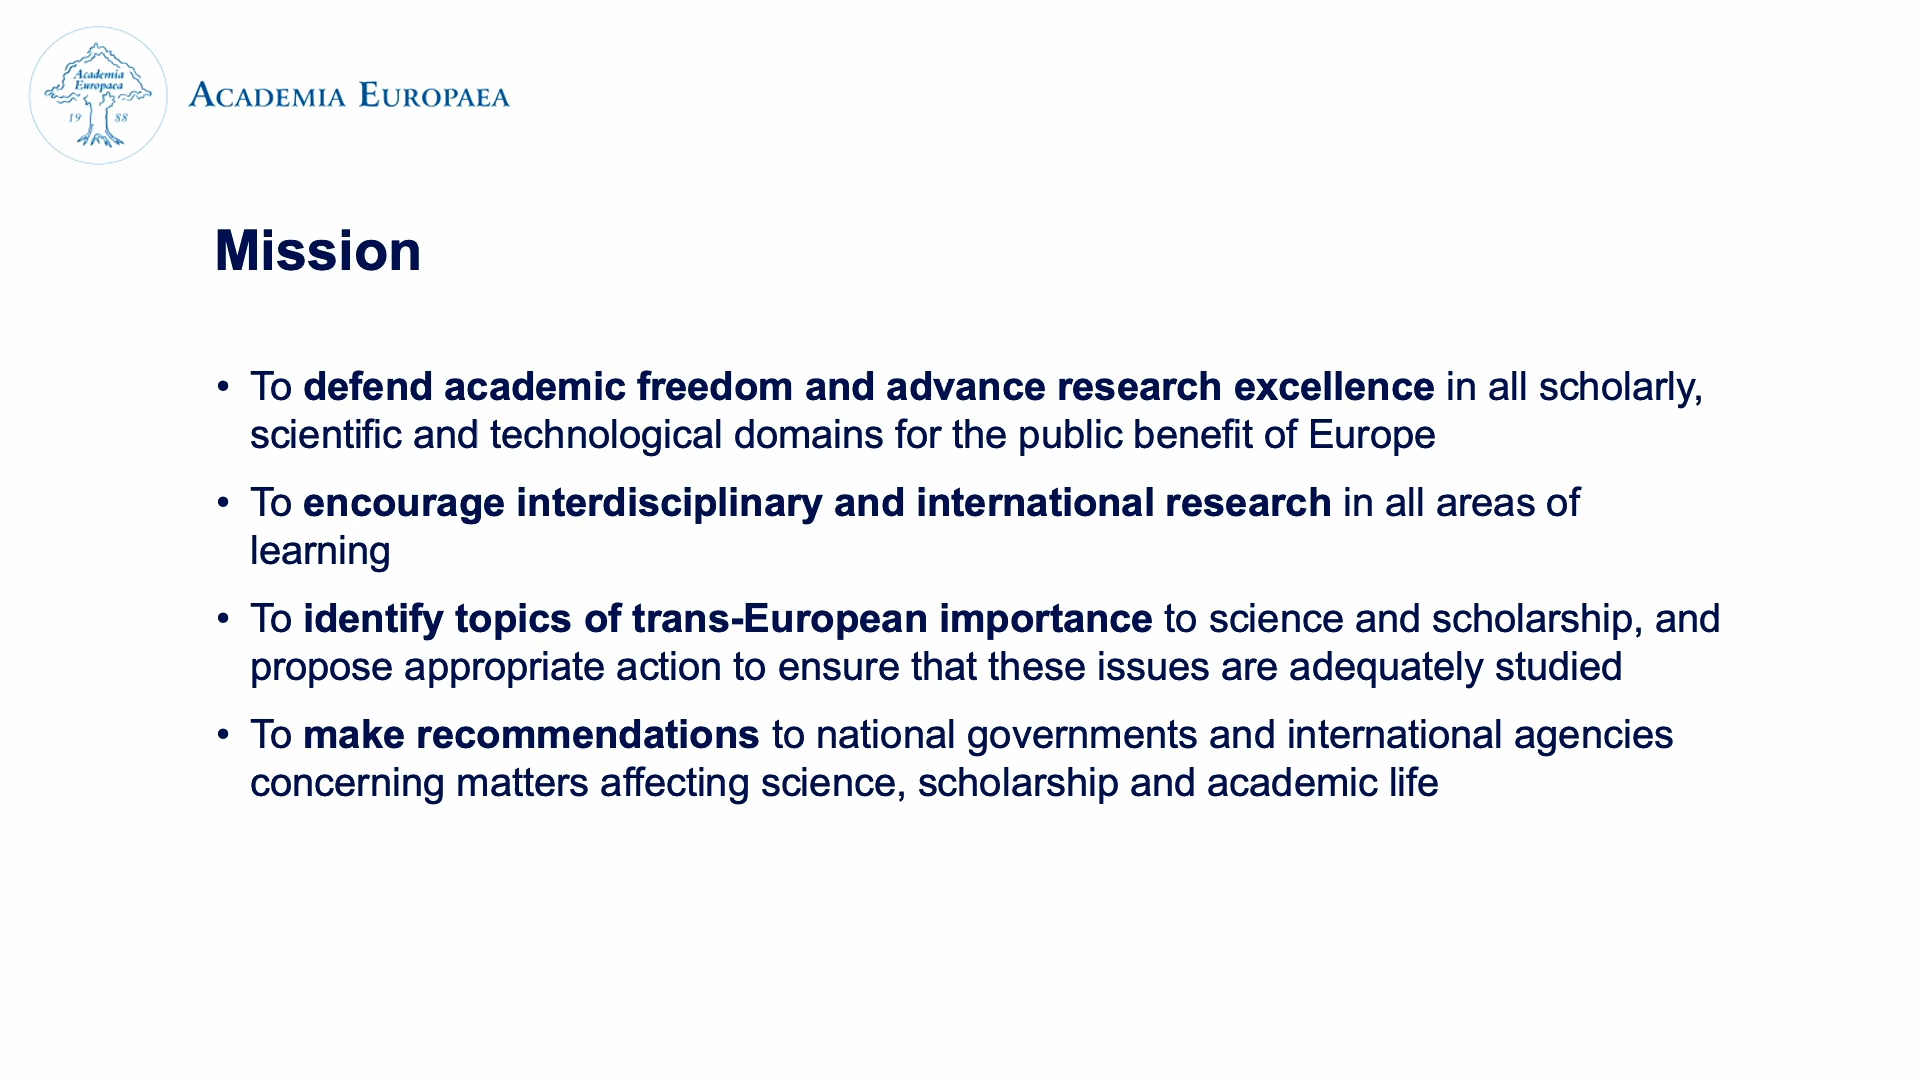 Academia
Europaea
19 88
ACADEMIA EUROPAEA
Mission
• To defend academic freedom and advance research excellence in all scholarly,
scientific and technological domains for the public benefit of Europe
• To encourage interdisciplinary and international research in all areas of
learning
• To identify topics of trans-European importance to science and scholarship, and
propose appropriate action to ensure that these issues are adequately studied
• To make recommendations to national governments and international agencies
concerning matters affecting science, scholarship and academic life